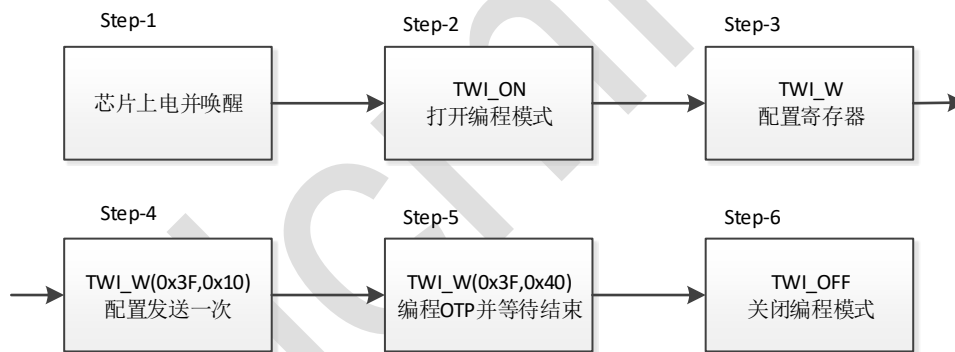 Step-1
芯片上电并唤醒
Step-2
TWI_ON
打开编程模式
Step-3
TWI_W
配置寄存器
Step-4
TWI_W(0x3F,0x10)
配置发送一次
Step-5
TWI_W(0x3F,0x40)
编程OTP并等待结束
Step-6
TWI_OFF
关闭编程模式